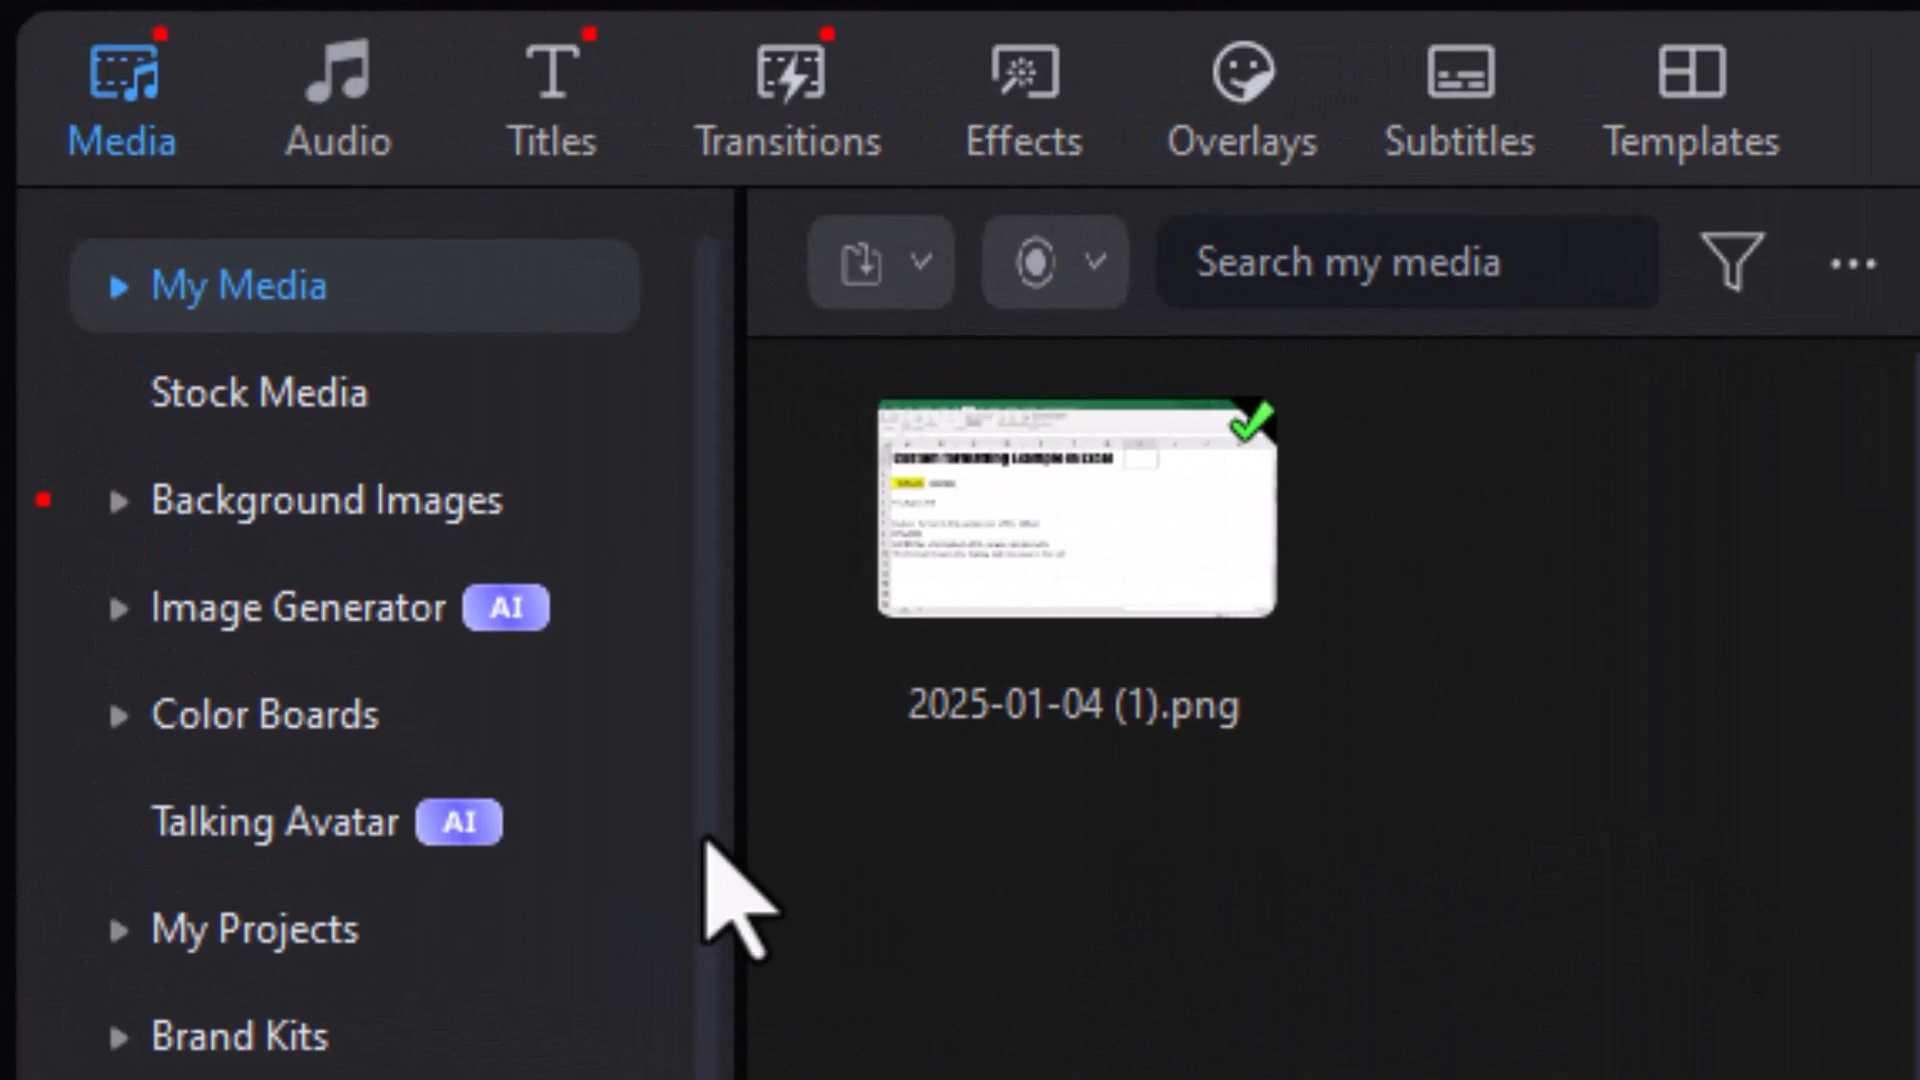 Media
Audio
Titles
Transitions
Effects
Overlays
Subtitles
Templates
My Media
Search my media
Stock Media
Background Images
Image Generator AI
Color Boards
2025-01-04 (1).png
Talking Avatar AI
My Projects
Brand Kits